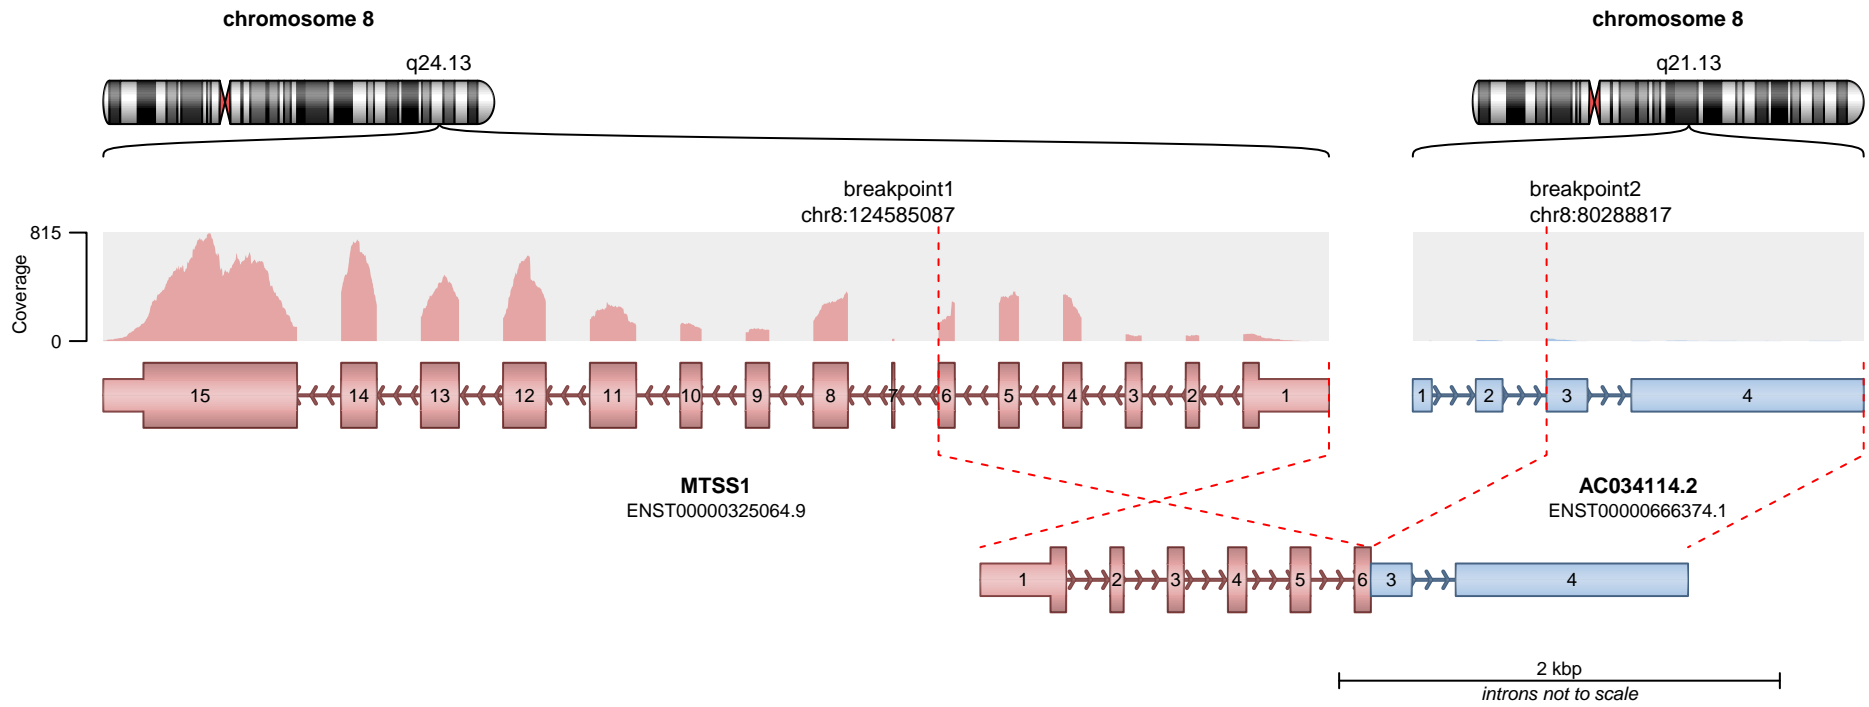 chromosome 8
chromosome 8
q24.13
q21.13
breakpoint1
chr8:124585087
breakpoint2
chr8:80288817
815
0
Coverage
15 14 13 12 11 10 9 8 7 6 5 4 3 2 1
1 2 3 4
MTSS1
ENST00000325064.9
AC034114.2
ENST00000666374.1
1 2 3 4 5 6 3 4
2 kbp
introns not to scale